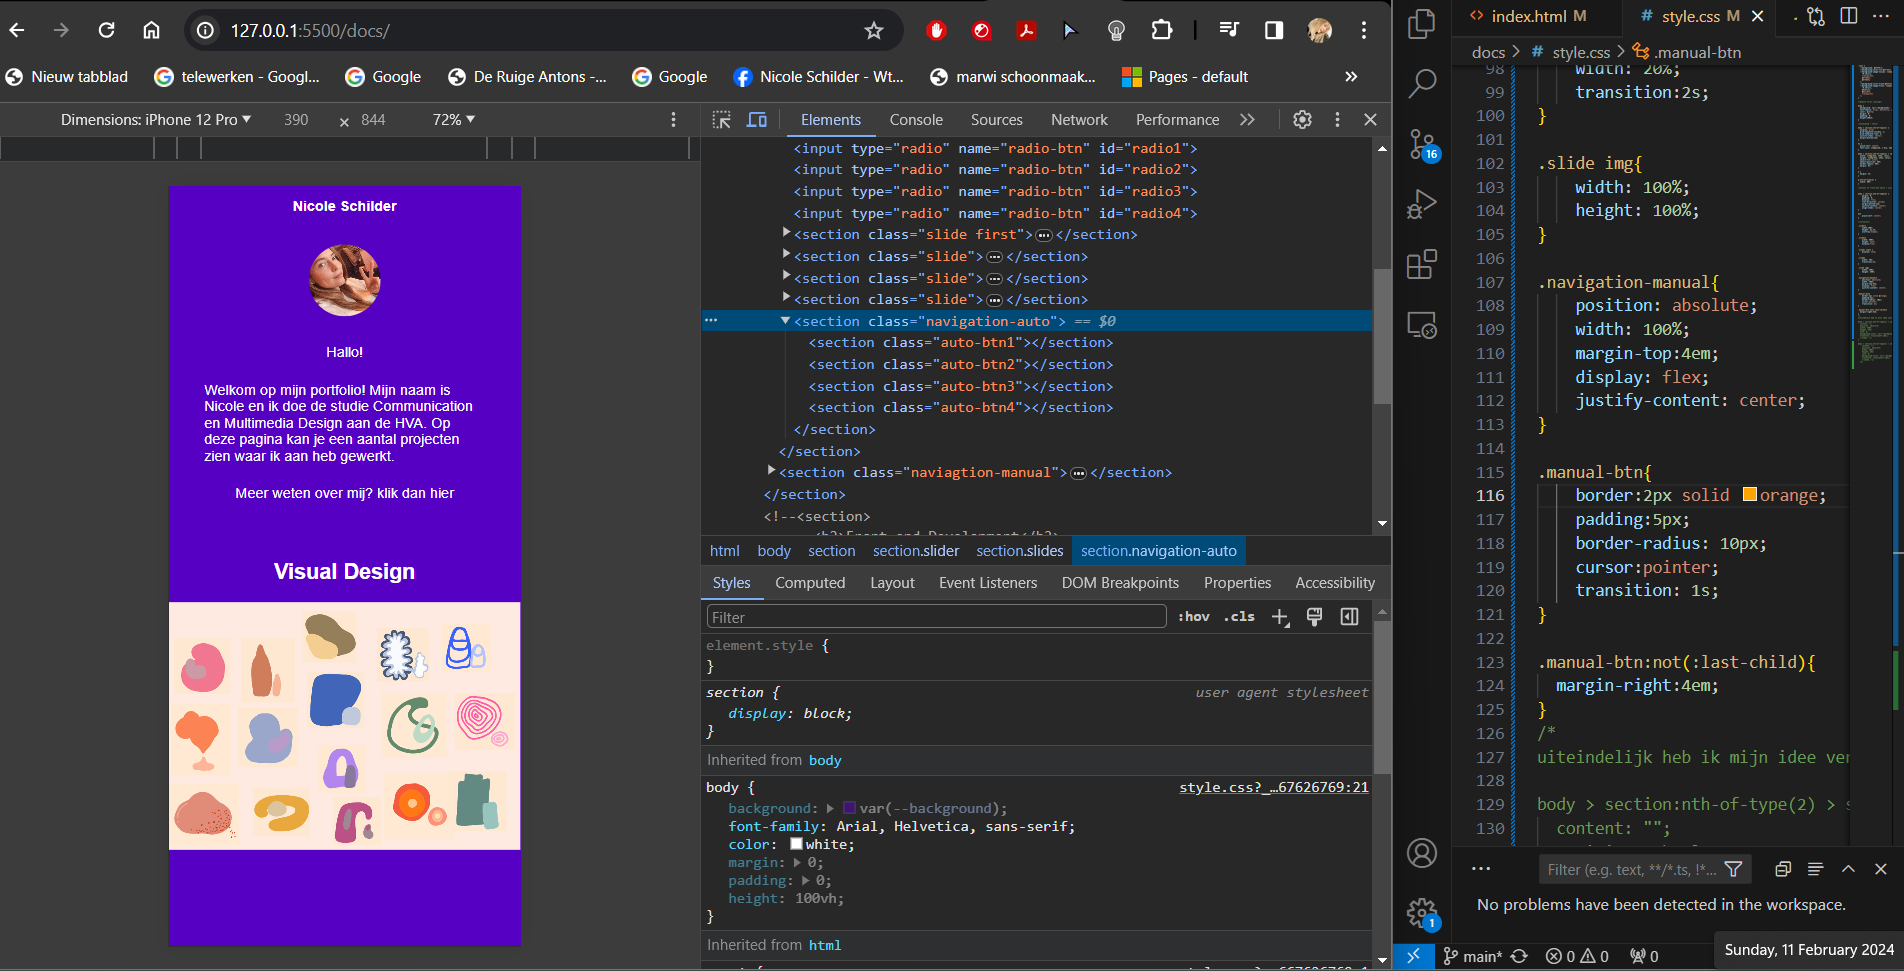 127.0.0.1:5500/docs/
Nieuw tabblad
telewerken - Googl...
Google
De Ruige Antons -...
Google
Nicole Schilder - Wt...
marwi schoonmaak...
Pages - default
Dimensions: iPhone 12 Pro
390
×
844
72%
Nicole Schilder
Hallo!
Welkom op mijn portfolio! Mijn naam is
Nicole en ik doe de studie Communication
en Multimedia Design aan de HVA. Op
deze pagina kan je een aantal projecten
zien waar ik aan heb gewerkt.
Meer weten over mij? klik dan hier
Visual Design
Elements
Console
Sources
Network
Performance
<input type="radio" name="radio-btn" id="radio1">
<input type="radio" name="radio-btn" id="radio2">
<input type="radio" name="radio-btn" id="radio3">
<input type="radio" name="radio-btn" id="radio4">
<section class="slide first">…</section>
<section class="slide">…</section>
<section class="slide">…</section>
<section class="slide">…</section>
<section class="navigation-auto"> == $0
<section class="auto-btn1"></section>
<section class="auto-btn2"></section>
<section class="auto-btn3"></section>
<section class="auto-btn4"></section>
</section>
</section>
<section class="naviagtion-manual">…</section>
</section>
<!--<section>
html
body
section
section.slider
section.slides
section.navigation-auto
Styles
Computed
Layout
Event Listeners
DOM Breakpoints
Properties
Accessibility
Filter
:hov
.cls
element.style {
}
section {
user agent stylesheet
display: block;
}
Inherited from body
body {
style.css?_…67626769:21
background: var(--background);
font-family: Arial, Helvetica, sans-serif;
color: white;
margin: 0;
padding: 0;
height: 100vh;
}
Inherited from html
index.html M
# style.css M
docs > # style.css > .manual-btn
98 width: 20%;
99 transition:2s;
100 }
101
102 .slide img{
103 width: 100%;
104 height: 100%;
105 }
106
107 .navigation-manual{
108 position: absolute;
109 width: 100%;
110 margin-top:4em;
111 display: flex;
112 justify-content: center;
113 }
114
115 .manual-btn{
116 border:2px solid orange;
117 padding:5px;
118 border-radius: 10px;
119 cursor:pointer;
120 transition: 1s;
121 }
122
123 .manual-btn:not(:last-child){
124 margin-right:4em;
125 }
126 /*
127 uiteindelijk heb ik mijn idee ver
128
129 body > section:nth-of-type(2) > s
130 content: "";
16
1
Filter (e.g. text, **/*.ts, !*...
No problems have been detected in the workspace.
main*
0
0
0
Sunday, 11 February 2024